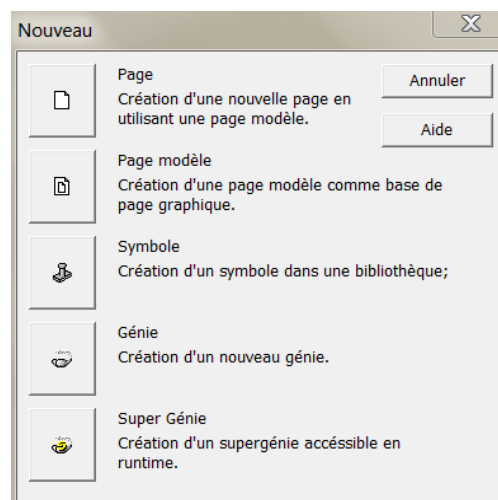 Nouveau
Page
Création d'une nouvelle page en
utilisant une page modèle.
Annuler
Aide
Page modèle
Création d'une page modèle comme base de
page graphique.
Symbole
Création d'un symbole dans une bibliothèque;
Génie
Création d'un nouveau génie.
Super Génie
Création d'un supergénie accéssible en
runtime.